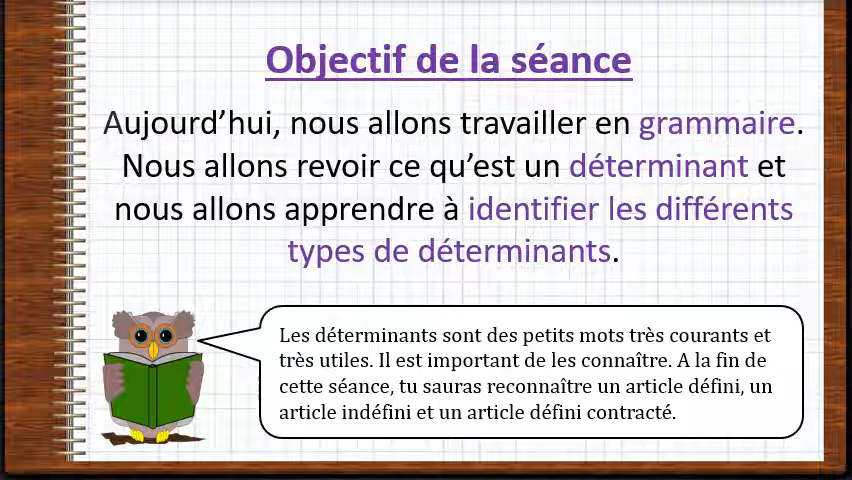 Objectif de la séance
Aujourd’hui, nous allons travailler en grammaire.
Nous allons revoir ce qu’est un déterminant et
nous allons apprendre à identifier les différents
types de déterminants.
Les déterminants sont des petits mots très courants et
très utiles. Il est important de les connaître. A la fin de
cette séance, tu sauras reconnaître un article défini, un
article indéfini et un article défini contracté.